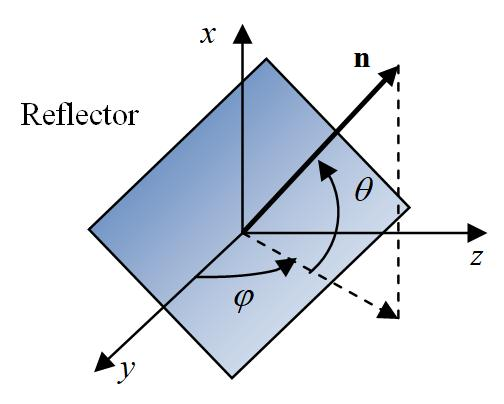 x
n
Reflector
θ
z
φ
y